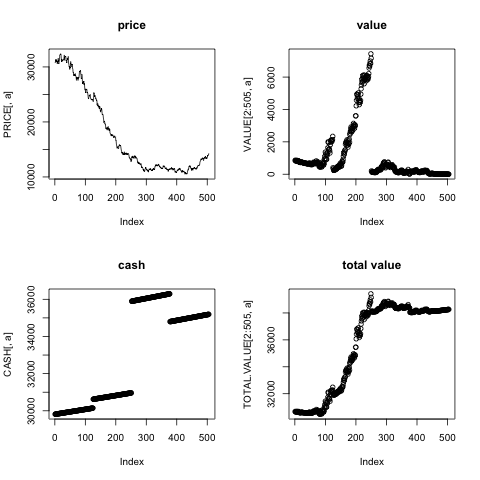 price
PRICE[, a]
10000 20000 30000
0 100 200 300 400 500
Index
value
VALUE[2:505, a]
0 2000 4000 6000
0 100 200 300 400 500
Index
cash
CASH[, a]
30000 31000 32000 34000 36000
0 100 200 300 400 500
Index
total value
TOTAL.VALUE[2:505, a]
32000 36000
0 100 200 300 400 500
Index